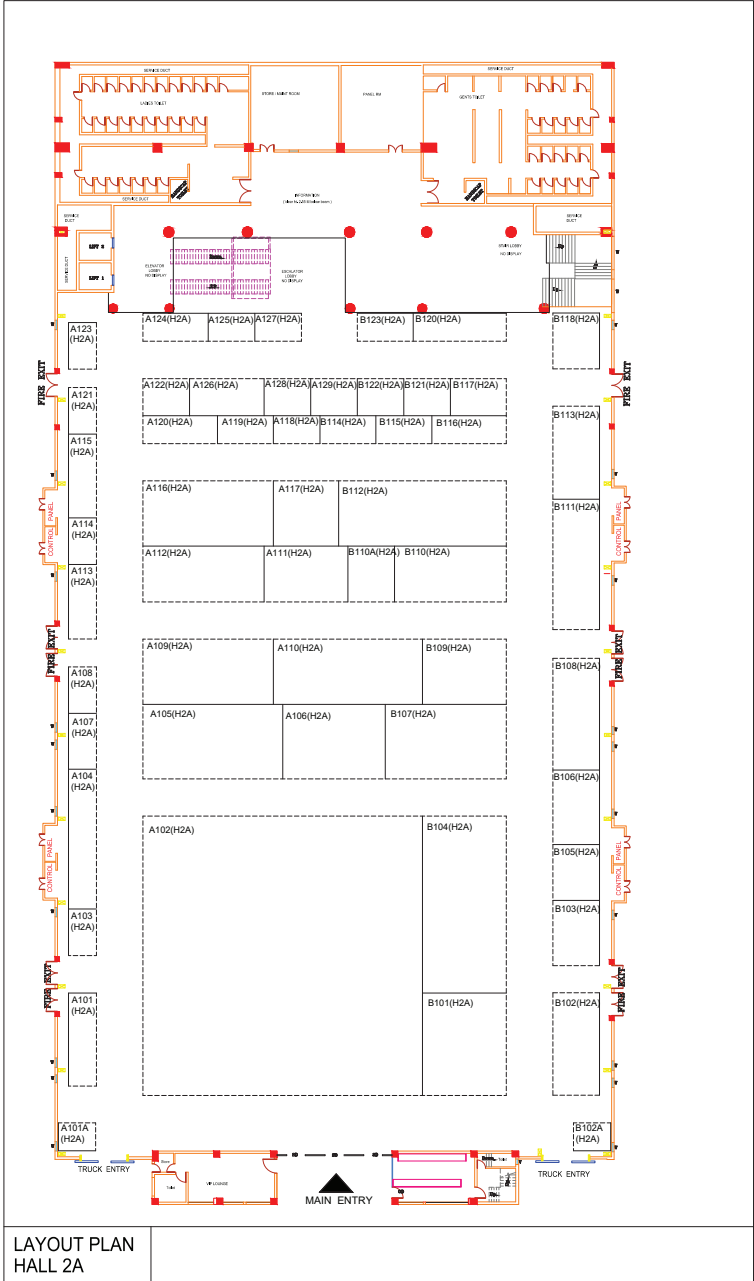 SERVICE DUCT
SERVICE DUCT
LADIES TOILET
STORE / MAINT ROOM
PANEL RM
GENTS TOILET
HANDICAP
TOILET
HANDICAP
TOILET
SERVICE DUCT
INFORMATION
SERVICE
DUCT
SERVICE
DUCT
LIFT 2
LIFT 1
SERVICE DUCT
ELEVATOR
LOBBY
NO DISPLAY
ESCALATOR
LOBBY
NO DISPLAY
STAIR LOBBY
NO DISPLAY
A123
(H2A)
A124(H2A)
A125(H2A)
A127(H2A)
B123(H2A)
B120(H2A)
B118(H2A)
FIRE EXIT
FIRE EXIT
A121
(H2A)
A122(H2A)
A126(H2A)
A128(H2A)
A129(H2A)
B122(H2A)
B121(H2A)
B117(H2A)
B113(H2A)
A120(H2A)
A119(H2A)
A118(H2A)
B114(H2A)
B115(H2A)
B116(H2A)
A115
(H2A)
A116(H2A)
A117(H2A)
B112(H2A)
B111(H2A)
CONTROL PANEL
CONTROL PANEL
A114
(H2A)
A112(H2A)
A111(H2A)
B110A(H2A)
B110(H2A)
A113
(H2A)
FIRE EXIT
FIRE EXIT
A109(H2A)
A110(H2A)
B109(H2A)
A108
(H2A)
B108(H2A)
A107
(H2A)
A105(H2A)
A106(H2A)
B107(H2A)
A104
(H2A)
B106(H2A)
A102(H2A)
B104(H2A)
CONTROL PANEL
CONTROL PANEL
B105(H2A)
A103
(H2A)
B103(H2A)
FIRE EXIT
FIRE EXIT
A101
(H2A)
B101(H2A)
B102(H2A)
A101A
(H2A)
B102A
(H2A)
TRUCK ENTRY
Store
Toilet
VIP LOUNGE
MAIN ENTRY
Toilet
TRUCK ENTRY
LAYOUT PLAN
HALL 2A